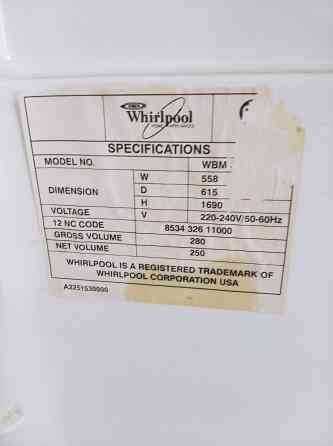 Whirlpool
HOME APPLIANCES
SPECIFICATIONS
MODEL NO. WBM
DIMENSION W 558
D 615
H 1690
VOLTAGE V 220-240V/50-60Hz
12 NC CODE 8534 326 11000
GROSS VOLUME 280
NET VOLUME 250
WHIRLPOOL IS A REGISTERED TRADEMARK OF
WHIRLPOOL CORPORATION USA
A2251530000